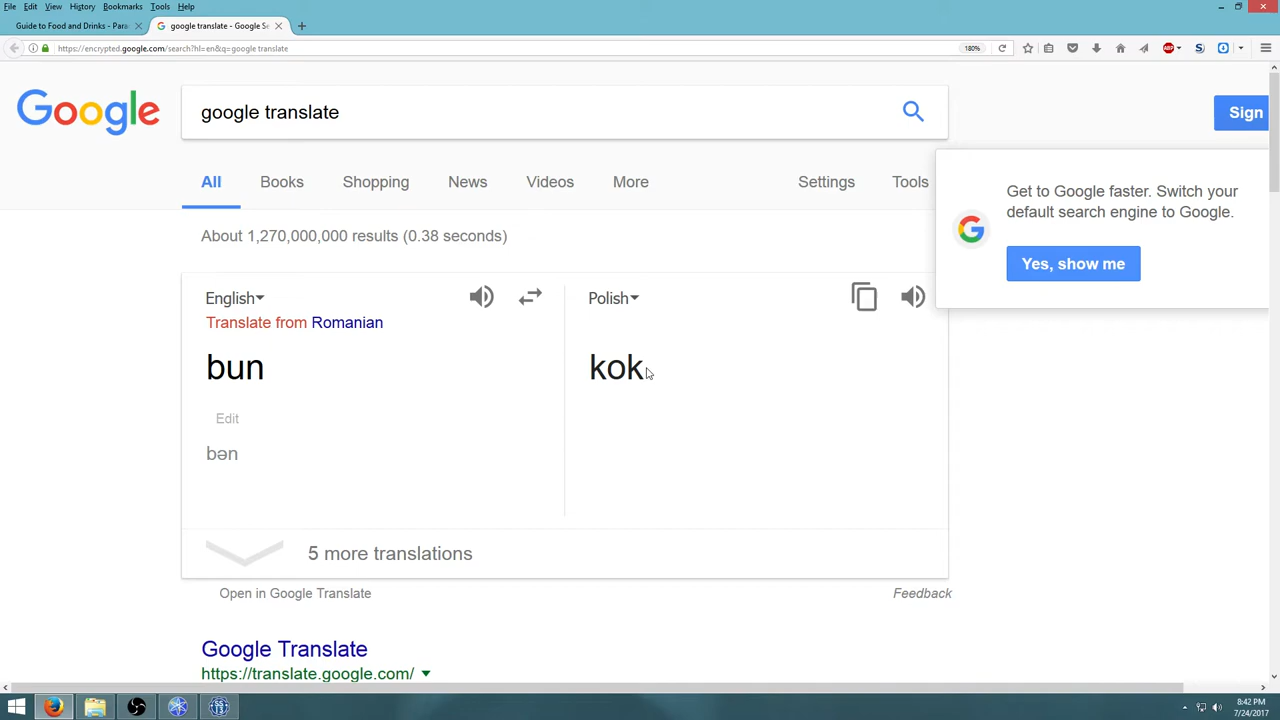 File Edit View History Bookmarks Tools Help
Guide to Food and Drinks - Para
google translate - Google Se
https://encrypted.google.com/search?hl=en&q=google translate
180%
Google
google translate
Sign
All Books Shopping News Videos More Settings Tools
Get to Google faster. Switch your
default search engine to Google.
Yes, show me
About 1,270,000,000 results (0.38 seconds)
English
Polish
Translate from Romanian
bun
kok
Edit
bən
5 more translations
Open in Google Translate
Feedback
Google Translate
https://translate.google.com/
8:42 PM
7/24/2017